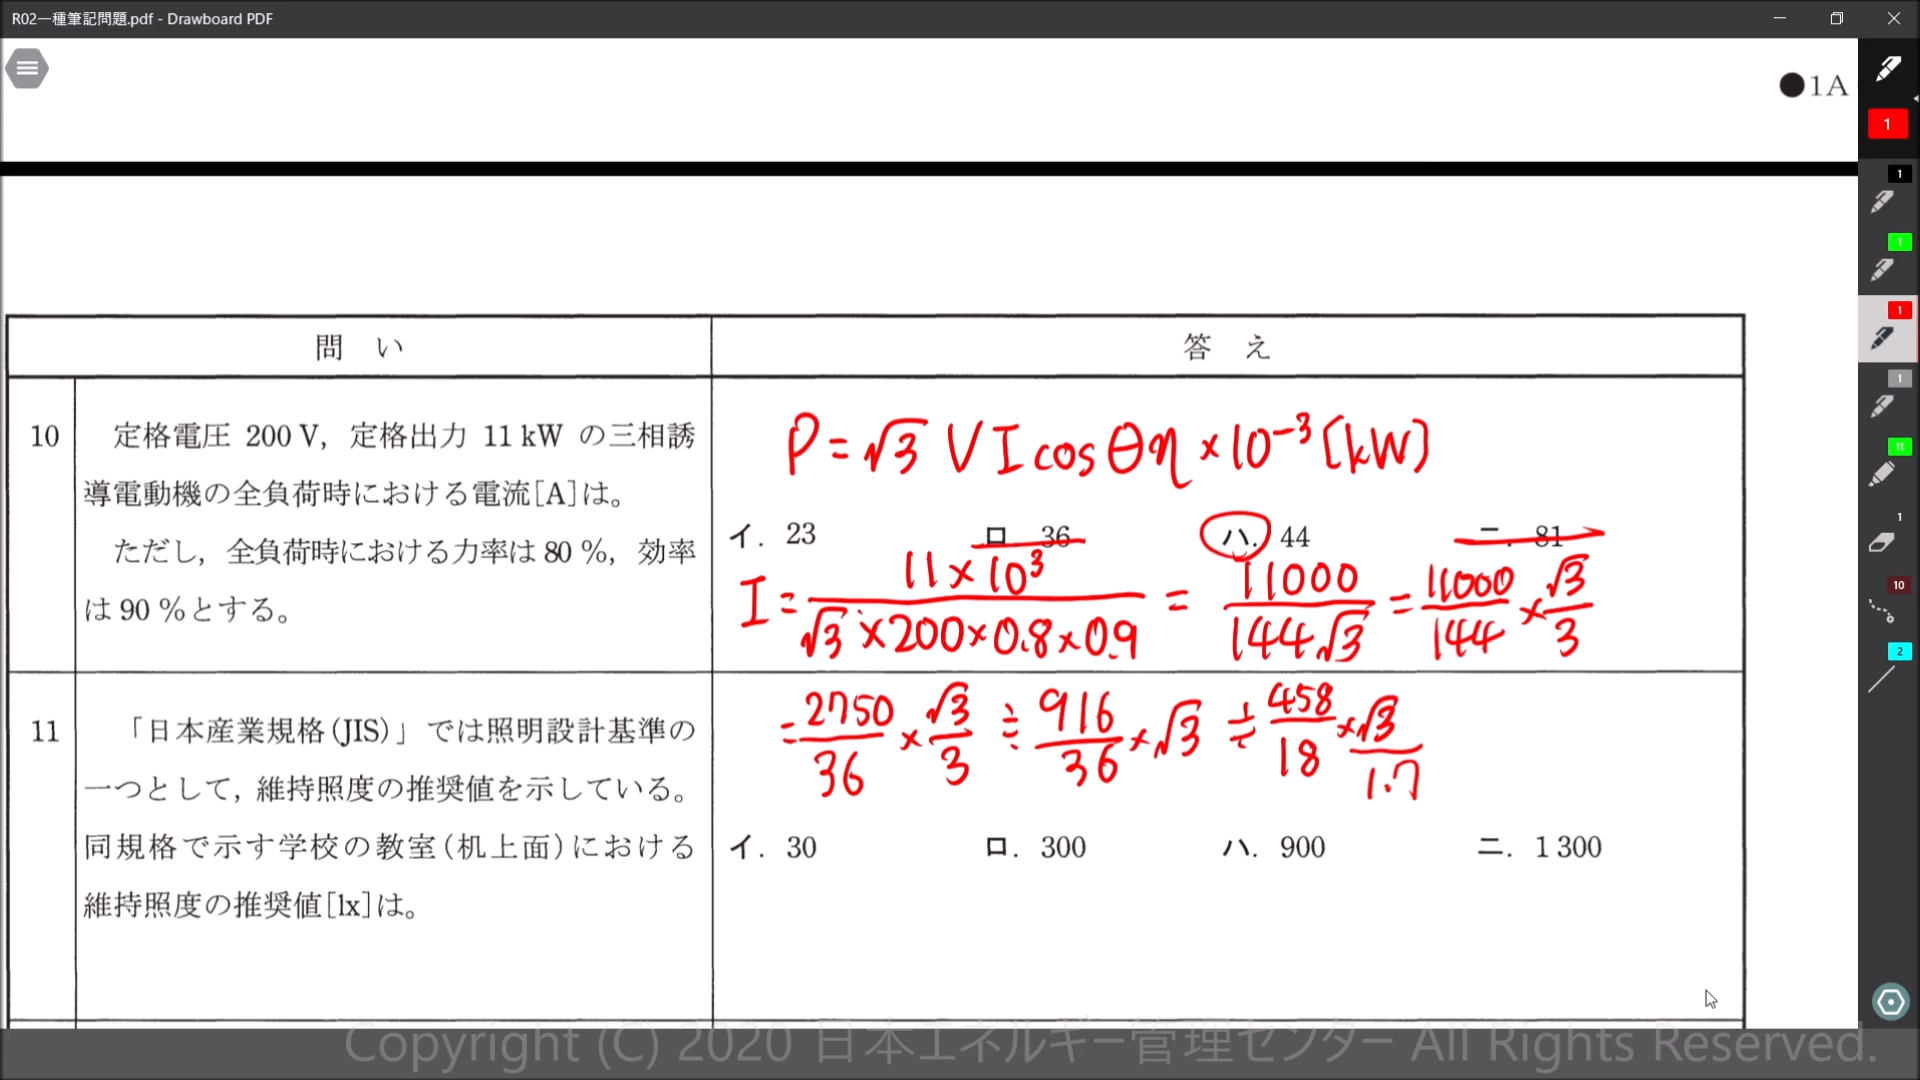 R02一種筆記問題.pdf - Drawboard PDF
●1A
1
1
1
1
1
11
1
10
2
問 い
答 え
10
定格電圧 200 V, 定格出力 11 kW の三相誘
導電動機の全負荷時における電流[A]は。
ただし, 全負荷時における力率は 80 %, 効率
は 90 %とする。
P = √3 V I cos θ η × 10⁻³ [kW]
イ. 23
ロ. 36
ハ. 44
ニ. 81
I = 11 × 10³ / √3 × 200 × 0.8 × 0.9 = 11000 / 144√3 = 11000 / 144 × √3 / 3
= 2750 / 36 × √3 / 3 ≒ 916 / 36 × √3 ≒ 458 / 18 × √3 / 1.7
11
「日本産業規格(JIS)」では照明設計基準の
一つとして, 維持照度の推奨値を示している。
同規格で示す学校の教室(机上面)における
維持照度の推奨値[lx]は。
イ. 30
ロ. 300
ハ. 900
ニ. 1 300
Copyright (C) 2020 日本エネルギー管理センター All Rights Reserved.